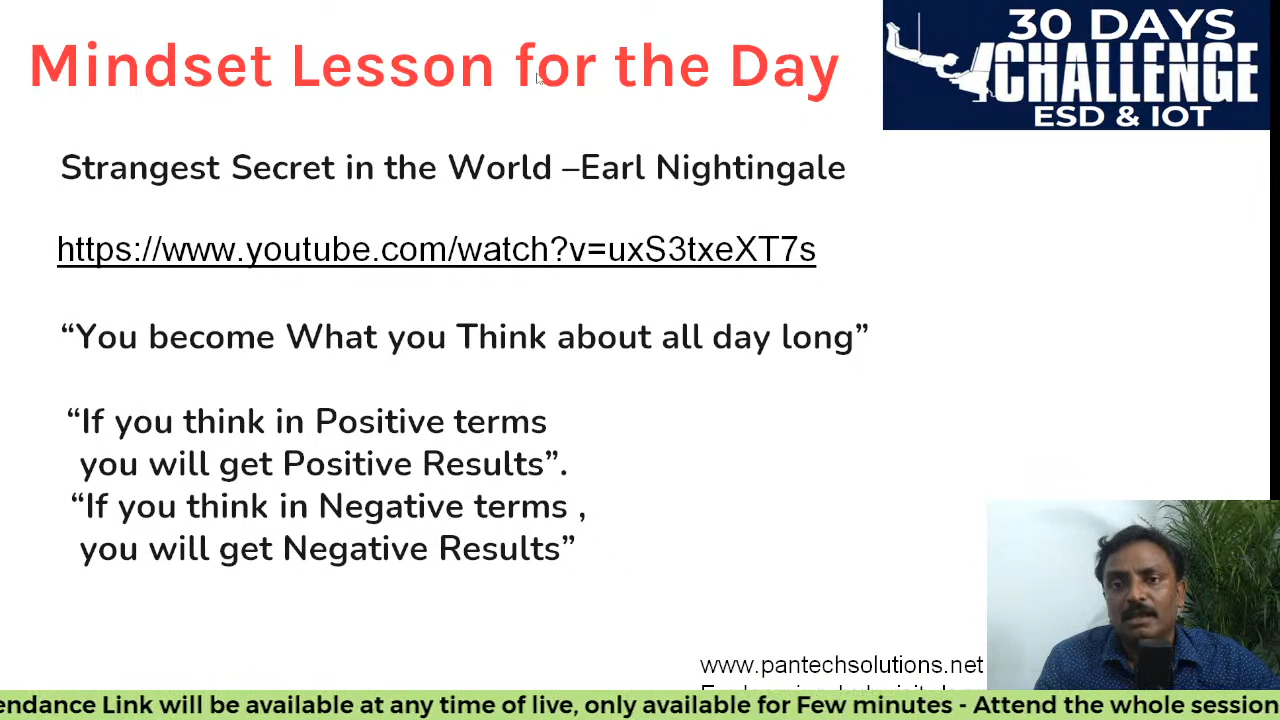 Mindset Lesson for the Day
30 DAYS
CHALLENGE
ESD & IOT
Strangest Secret in the World –Earl Nightingale
https://www.youtube.com/watch?v=uxS3txeXT7s
“You become What you Think about all day long”
“If you think in Positive terms
you will get Positive Results”.
“If you think in Negative terms ,
you will get Negative Results”
www.pantechsolutions.net
endance Link will be available at any time of live, only available for Few minutes - Attend the whole session